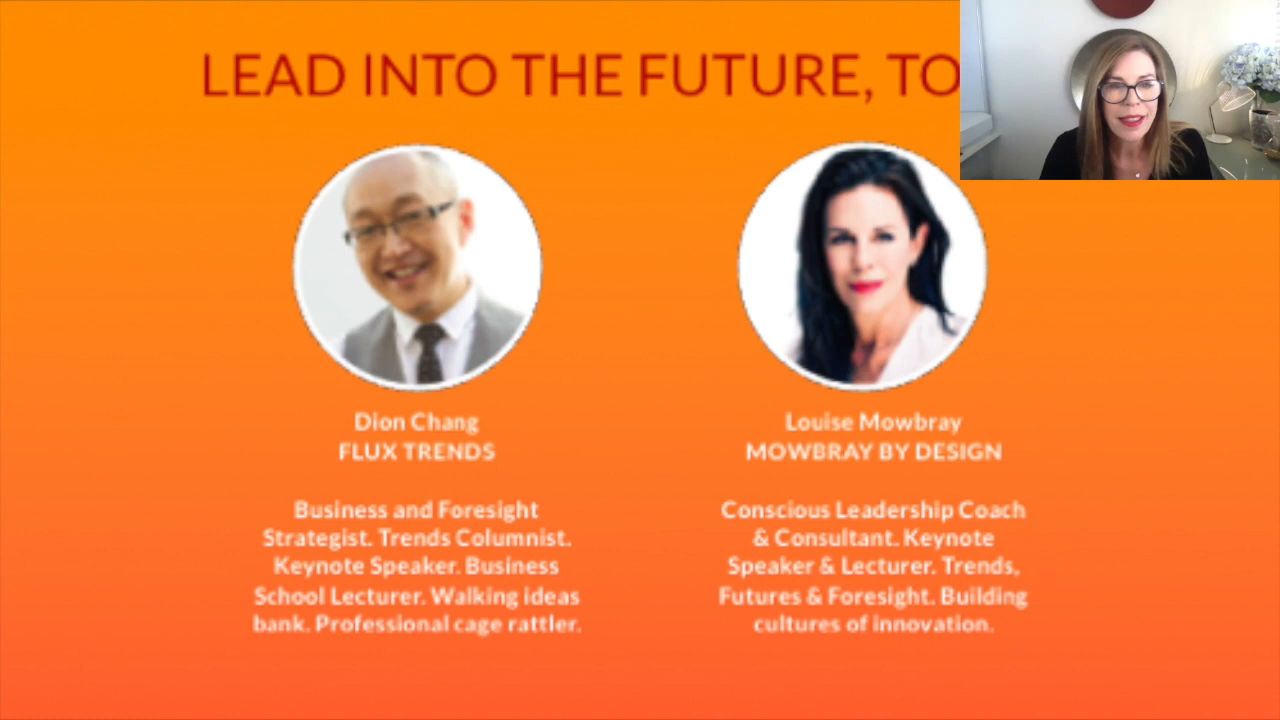 LEAD INTO THE FUTURE, TO
Dion Chang
FLUX TRENDS
Business and Foresight
Strategist. Trends Columnist.
Keynote Speaker. Business
School Lecturer. Walking ideas
bank. Professional cage rattler.
Louise Mowbray
MOWBRAY BY DESIGN
Conscious Leadership Coach
& Consultant. Keynote
Speaker & Lecturer. Trends,
Futures & Foresight. Building
cultures of innovation.